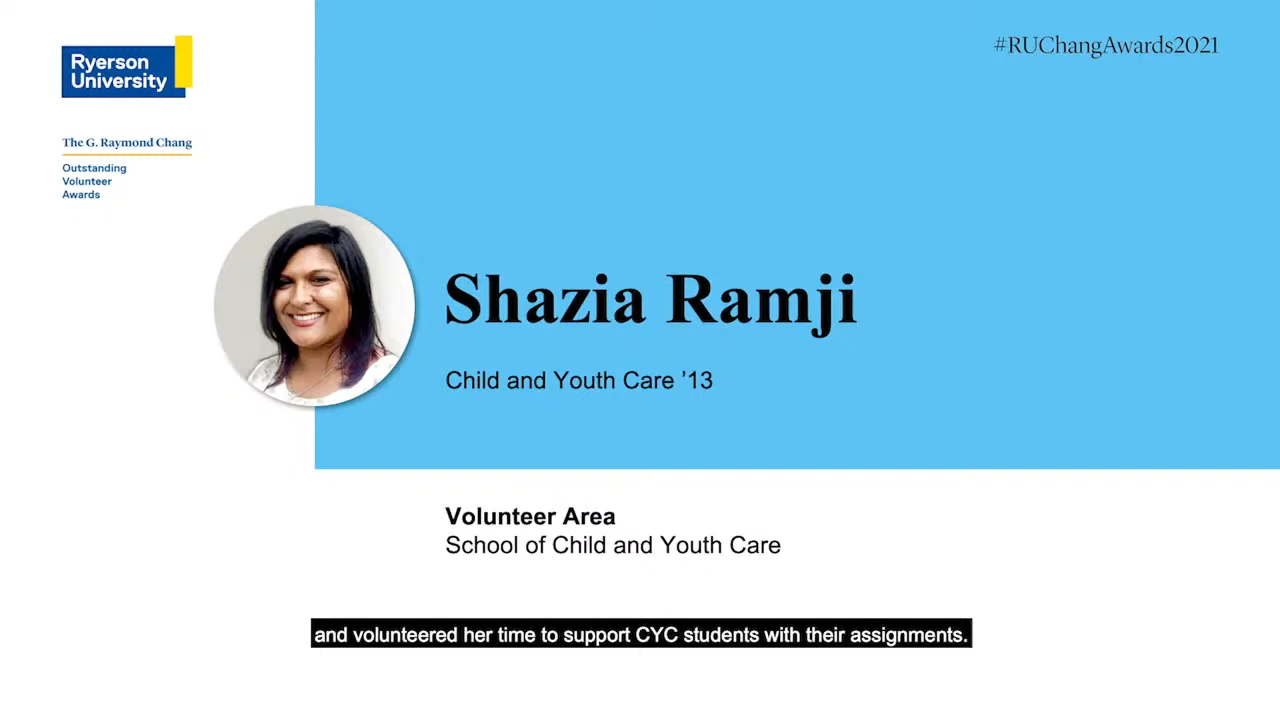 Ryerson
University
#RUChangAwards2021
The G. Raymond Chang
Outstanding
Volunteer
Awards
Shazia Ramji
Child and Youth Care ’13
Volunteer Area
School of Child and Youth Care
and volunteered her time to support CYC students with their assignments.